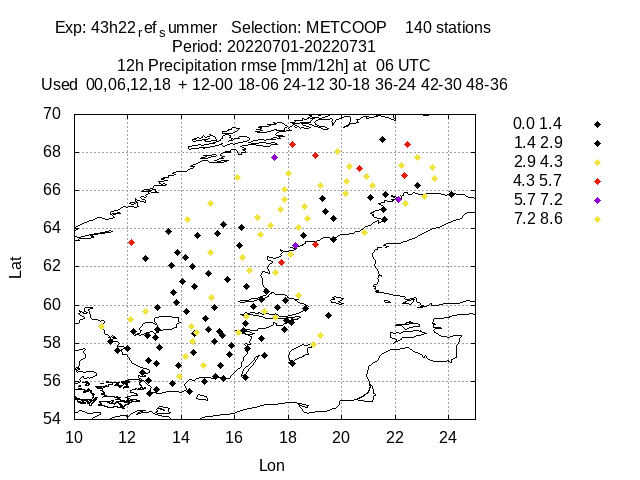 Exp: 43h22ref summer   Selection: METCOOP    140 stations
Period: 20220701-20220731
12h Precipitation rmse [mm/12h] at  06 UTC
Used  00,06,12,18  + 12-00 18-06 24-12 30-18 36-24 42-30 48-36
70
68
66
64
62
60
58
56
54
Lat
10 12 14 16 18 20 22 24
Lon
0.0 1.4
1.4 2.9
2.9 4.3
4.3 5.7
5.7 7.2
7.2 8.6